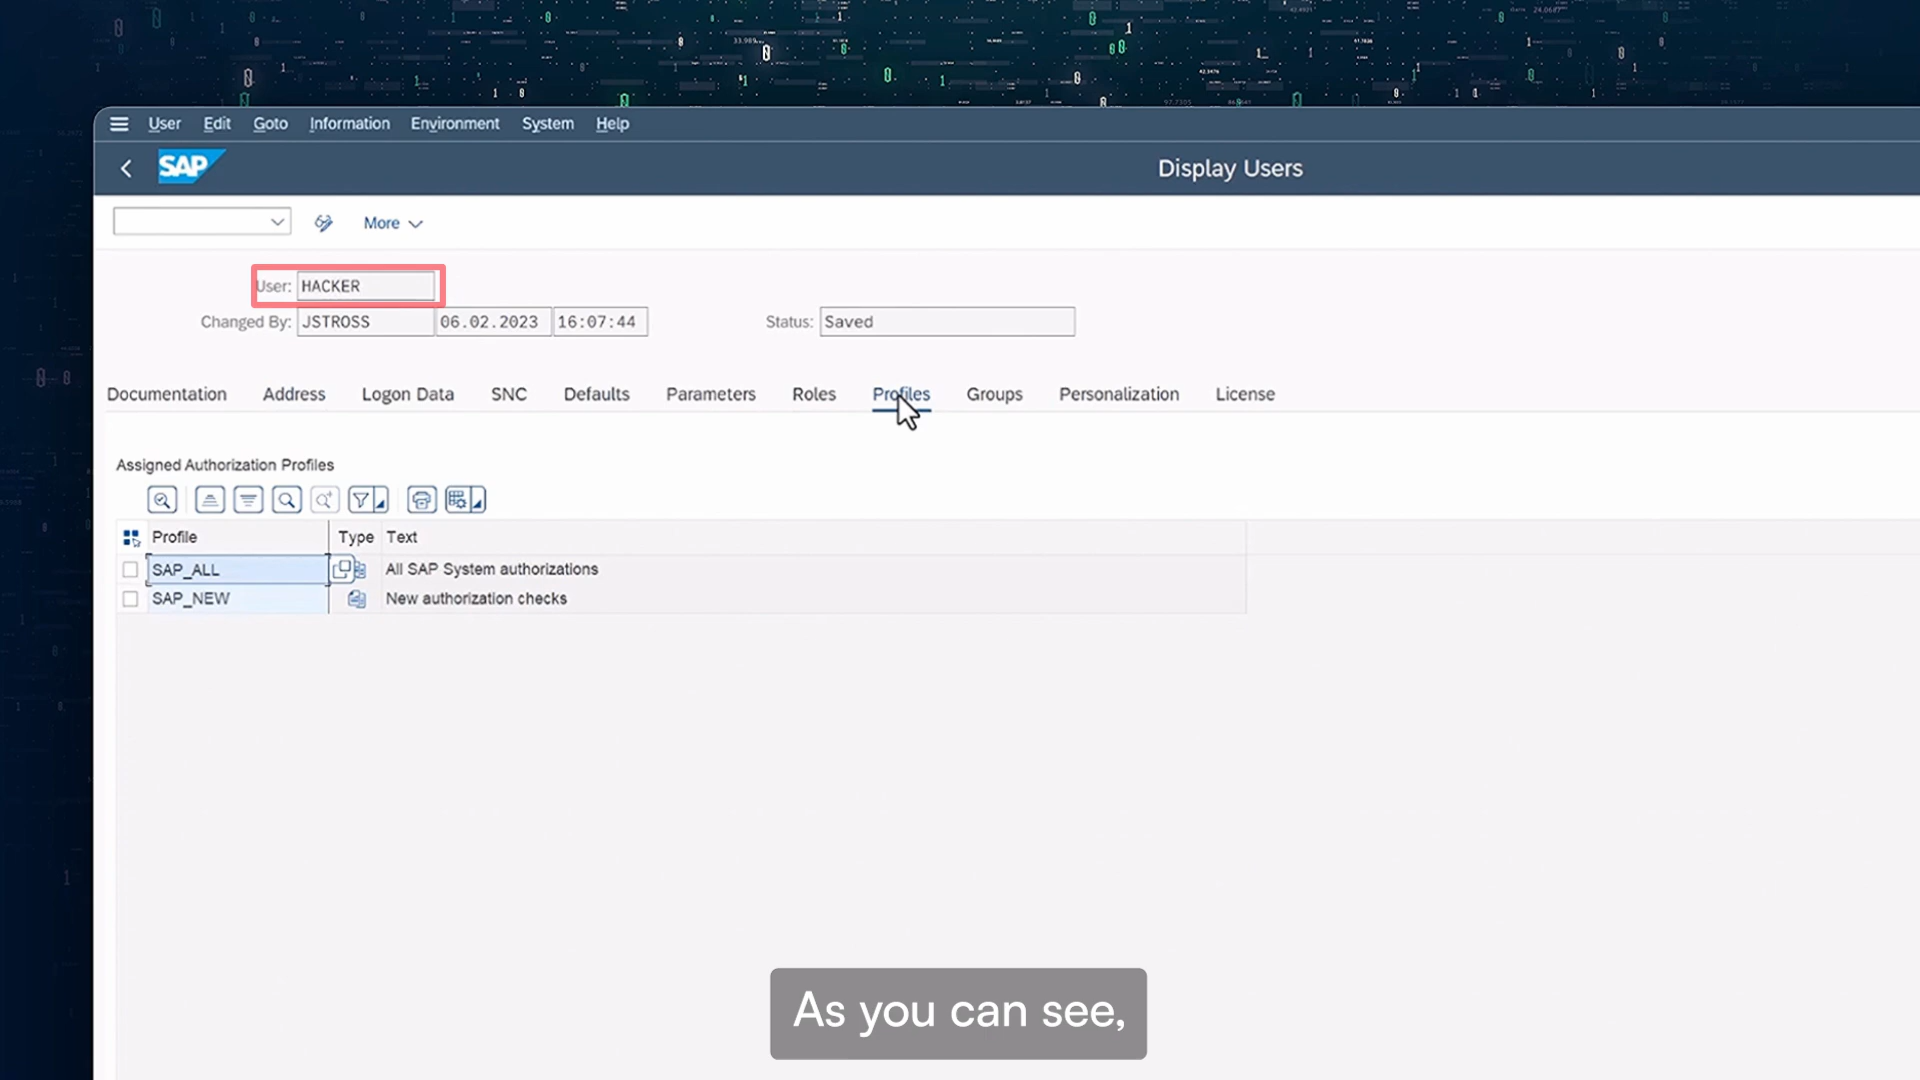 User Edit Goto Information Environment System Help
SAP Display Users
More
User: HACKER
Changed By: JSTROSS 06.02.2023 16:07:44 Status: Saved
Documentation Address Logon Data SNC Defaults Parameters Roles Profiles Groups Personalization License
Assigned Authorization Profiles
Profile Type Text
SAP_ALL All SAP System authorizations
SAP_NEW New authorization checks
As you can see,